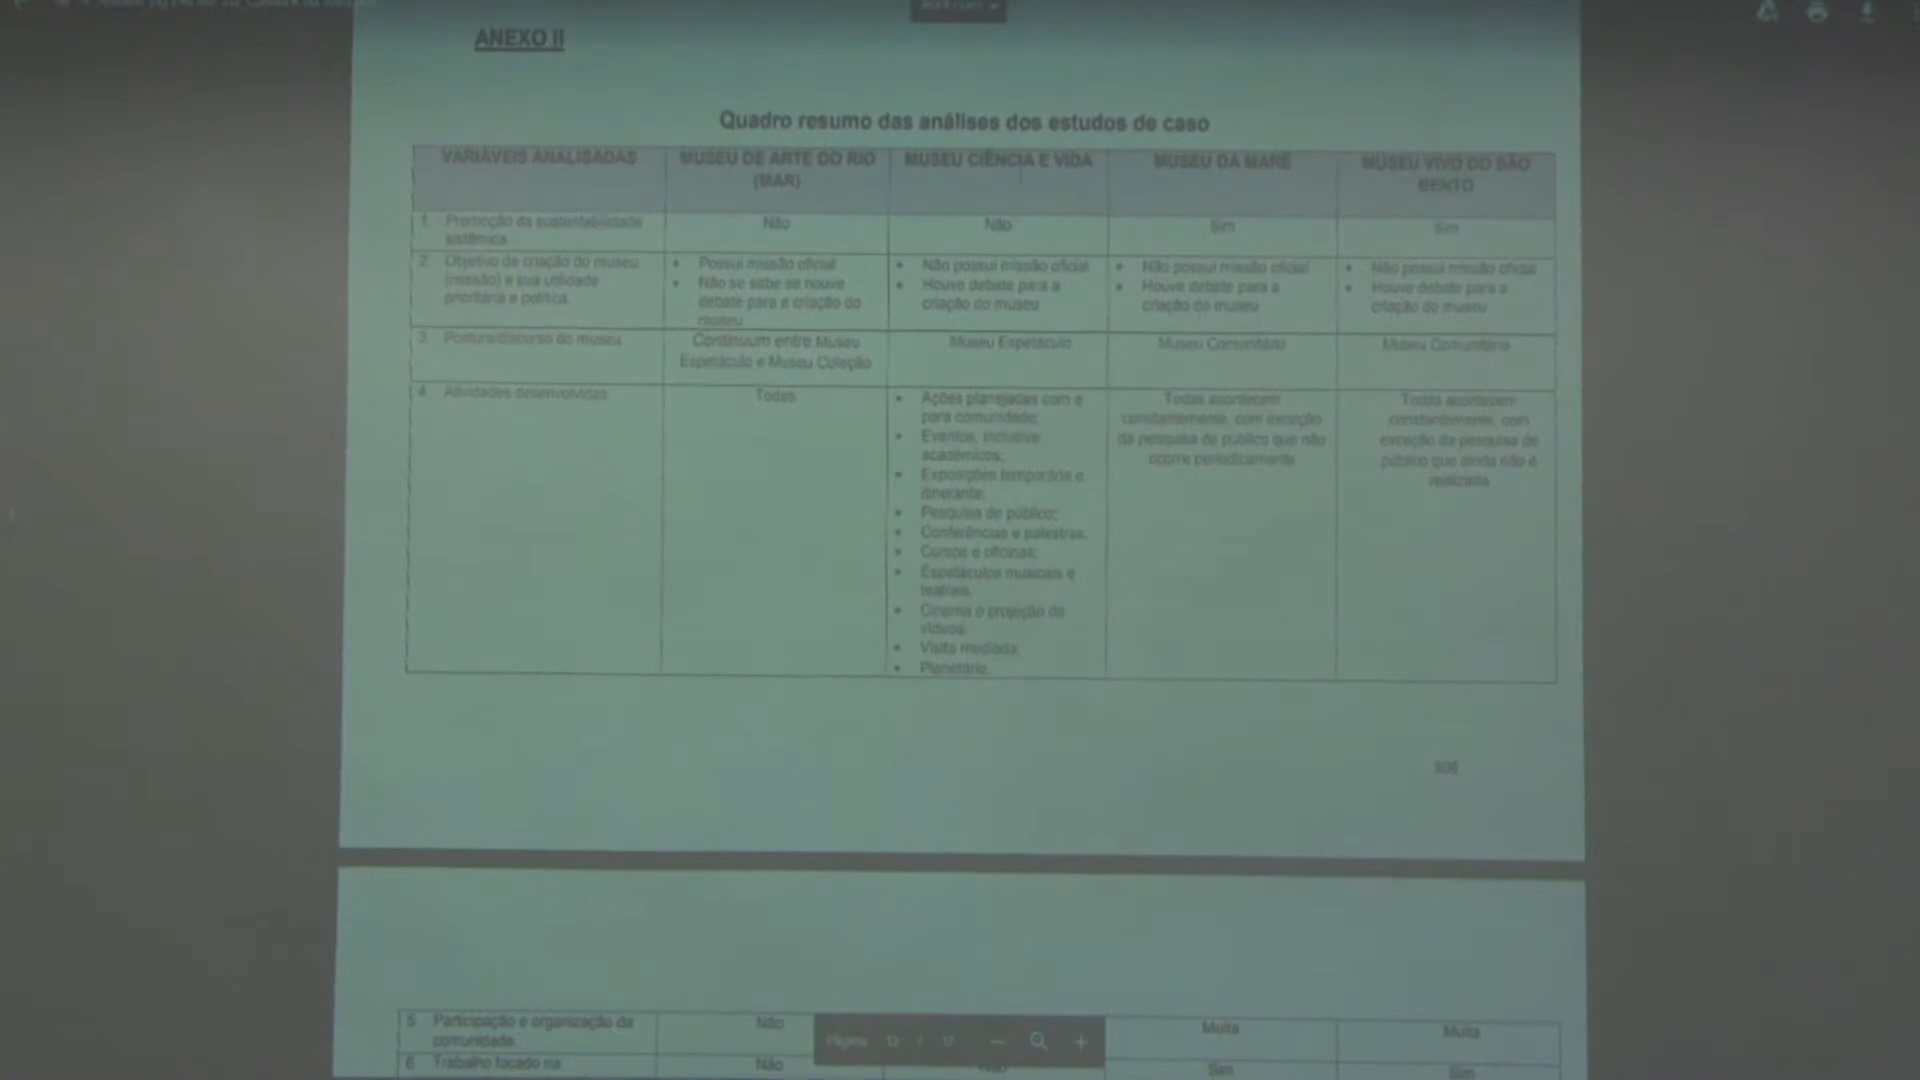 ANEXO II
Quadro resumo das análises dos estudos de caso
VARIÁVEIS ANALISADAS
MUSEU DE ARTE DO RIO
(MAR)
MUSEU CIÊNCIA E VIDA
MUSEU DA MARÉ
MUSEU VIVO DO SÃO
BENTO
1. Promoção da sustentabilidade
sistêmica
Não
Não
Sim
Sim
2. Objetivo de criação do museu
(missão) e sua utilidade
prioritária e política.
• Possui missão oficial
• Não se sabe se houve
debate para a criação do
museu
• Não possui missão oficial
• Houve debate para a
criação do museu
• Não possui missão oficial
• Houve debate para a
criação do museu
• Não possui missão oficial
• Houve debate para a
criação do museu
3. Postura/discurso do museu
Continuum entre Museu
Espetáculo e Museu Coleção
Museu Espetáculo
Museu Comunitário
Museu Comunitário
4. Atividades desenvolvidas
Todas
• Ações planejadas com e
para comunidade;
• Eventos, inclusive
acadêmicos;
• Exposições temporária e
itinerante;
• Pesquisa de público;
• Conferências e palestras.
• Cursos e oficinas;
• Espetáculos musicais e
teatrais.
• Cinema e projeção de
vídeos
• Visita mediada;
• Planetário.
Todas acontecem
constantemente, com exceção
da pesquisa de público que não
ocorre periodicamente
Todas acontecem
constantemente, com
exceção da pesquisa de
público que ainda não é
realizada
5. Participação e organização da
comunidade.
Não
Muita
Muita
6. Trabalho focado na
Não
Não
Sim
Sim
Página